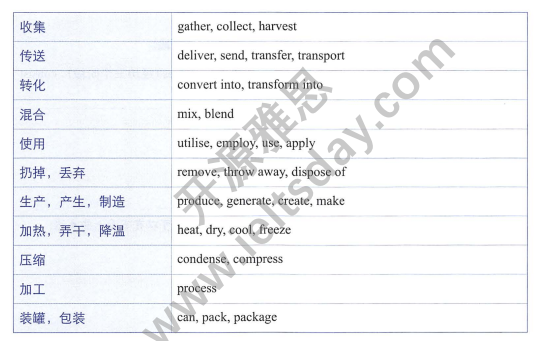 收集 gather, collect, harvest
传送 deliver, send, transfer, transport
转化 convert into, transform into
混合 mix, blend
使用 utilise, employ, use, apply
扔掉，丢弃 remove, throw away, dispose of
生产，产生，制造 produce, generate, create, make
加热，弄干，降温 heat, dry, cool, freeze
压缩 condense, compress
加工 process
装罐，包装 can, pack, package
开源雅思
www.ieltsday.com